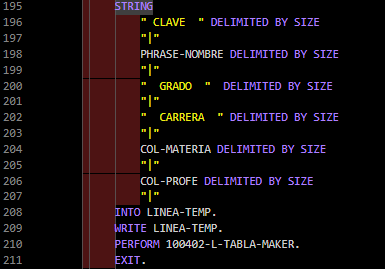 195 STRING
196 " CLAVE  " DELIMITED BY SIZE
197 "|"
198 PHRASE-NOMBRE DELIMITED BY SIZE
199 "|"
200 "  GRADO  "  DELIMITED BY SIZE
201 "|"
202 "  CARRERA  " DELIMITED BY SIZE
203 "|"
204 COL-MATERIA DELIMITED BY SIZE
205 "|"
206 COL-PROFE DELIMITED BY SIZE
207 "|"
208 INTO LINEA-TEMP.
209 WRITE LINEA-TEMP.
210 PERFORM 100402-L-TABLA-MAKER.
211 EXIT.